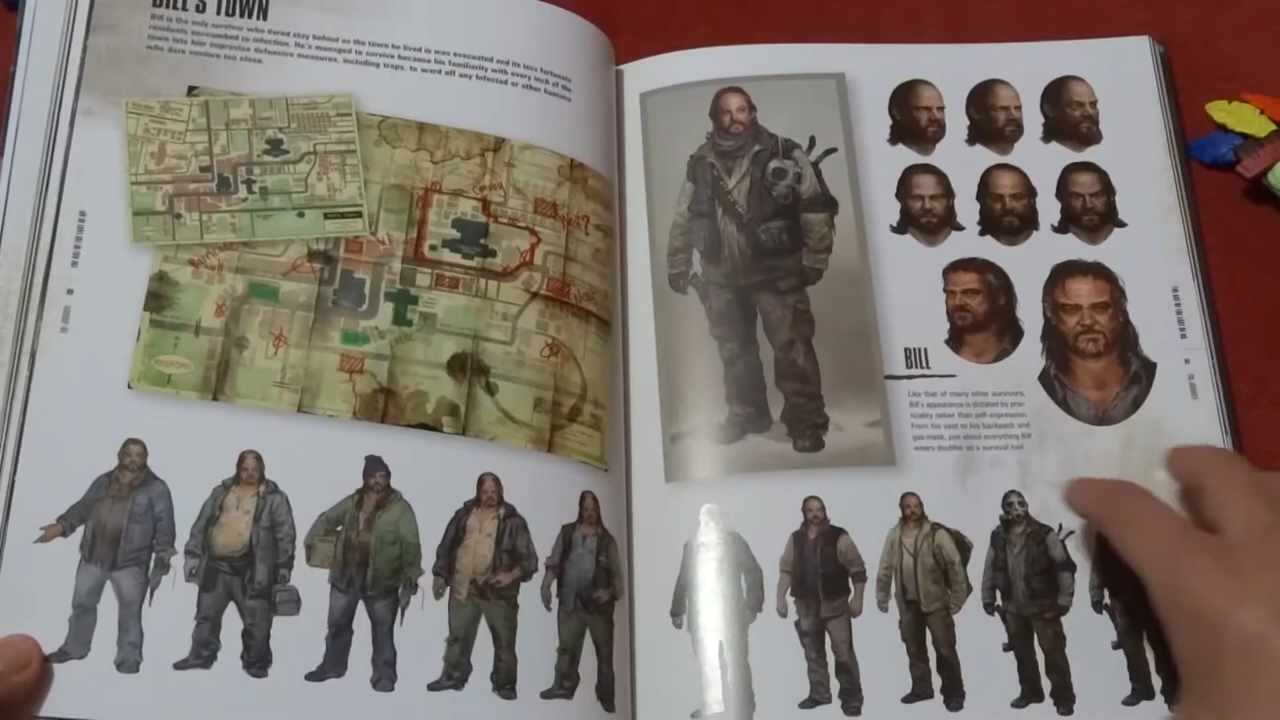 BILL'S TOWN
Bill is the only survivor who dared stay behind as the town he lived in was evacuated and its less fortunate
residents succumbed to infection. He's managed to survive because his familiarity with every inch of the
town lets him improvise defensive measures, including traps, to ward off any Infected or other humans
who dare venture too close.
BILL
Like that of many other survivors,
Bill's appearance is dictated by prac-
ticality rather than self-expression.
From his vest to his backpack and
gas mask, just about everything Bill
wears doubles as a survival tool.